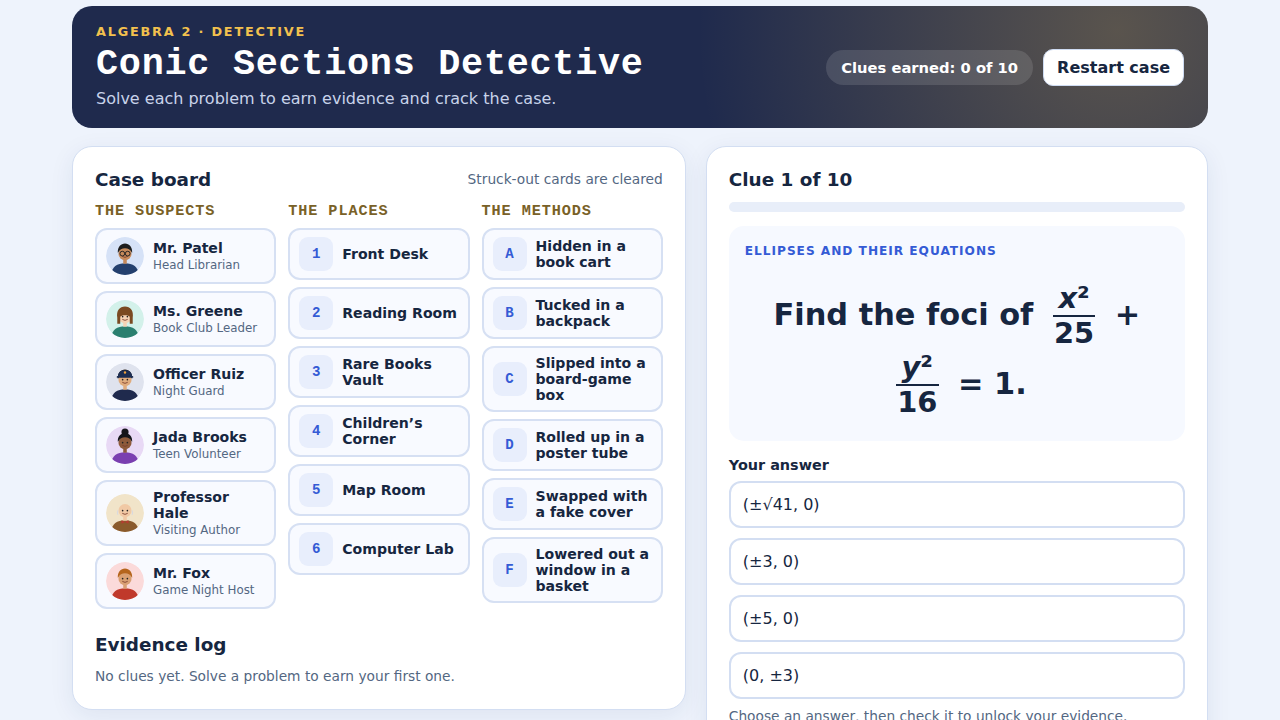 ALGEBRA 2 · DETECTIVE
Conic Sections Detective
Solve each problem to earn evidence and crack the case.
Clues earned: 0 of 10
Restart case
Case board
Struck-out cards are cleared
THE SUSPECTS
Mr. Patel
Head Librarian
Ms. Greene
Book Club Leader
Officer Ruiz
Night Guard
Jada Brooks
Teen Volunteer
Professor
Hale
Visiting Author
Mr. Fox
Game Night Host
THE PLACES
1 Front Desk
2 Reading Room
3 Rare Books
Vault
4 Children’s
Corner
5 Map Room
6 Computer Lab
THE METHODS
A Hidden in a
book cart
B Tucked in a
backpack
C Slipped into a
board-game
box
D Rolled up in a
poster tube
E Swapped with
a fake cover
F Lowered out a
window in a
basket
Evidence log
No clues yet. Solve a problem to earn your first one.
Clue 1 of 10
ELLIPSES AND THEIR EQUATIONS
Find the foci of x²/25 +
y²/16 = 1.
Your answer
(±√41, 0)
(±3, 0)
(±5, 0)
(0, ±3)
Choose an answer, then check it to unlock your evidence.